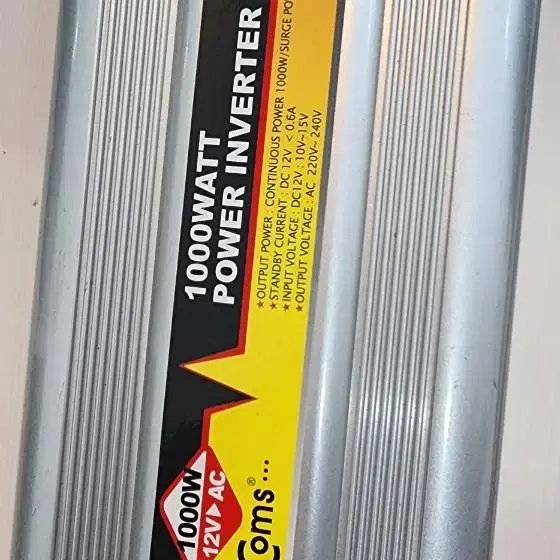 1000WATT
POWER INVERTER
★OUTPUT POWER : CONTINUOUS POWER 1000W/SURGE PO
★STANDBY CURRENT : DC 12V < 0.6A
★INPUT VOLTAGE : DC12V : 10V~15V
★OUTPUT VOLTAGE : AC 220V~ 240V
1000W
12V▶AC
Coms®...